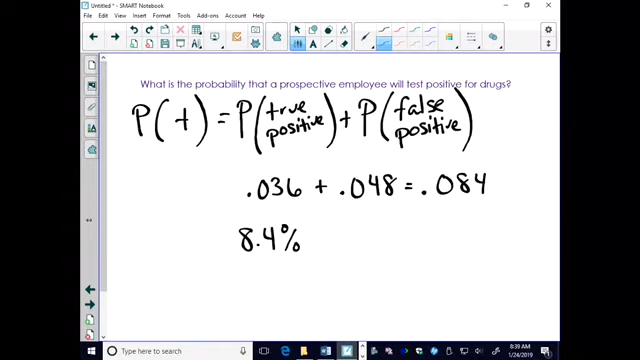 Untitled * - SMART Notebook
File Edit View Insert Format Tools Add-ons Help
What is the probability that a prospective employee will test positive for drugs?
P(+) = P(true positive) + P(false positive)
.036 + .048 = .084
8.4%
Type here to search
8:39 AM
1/24/2019